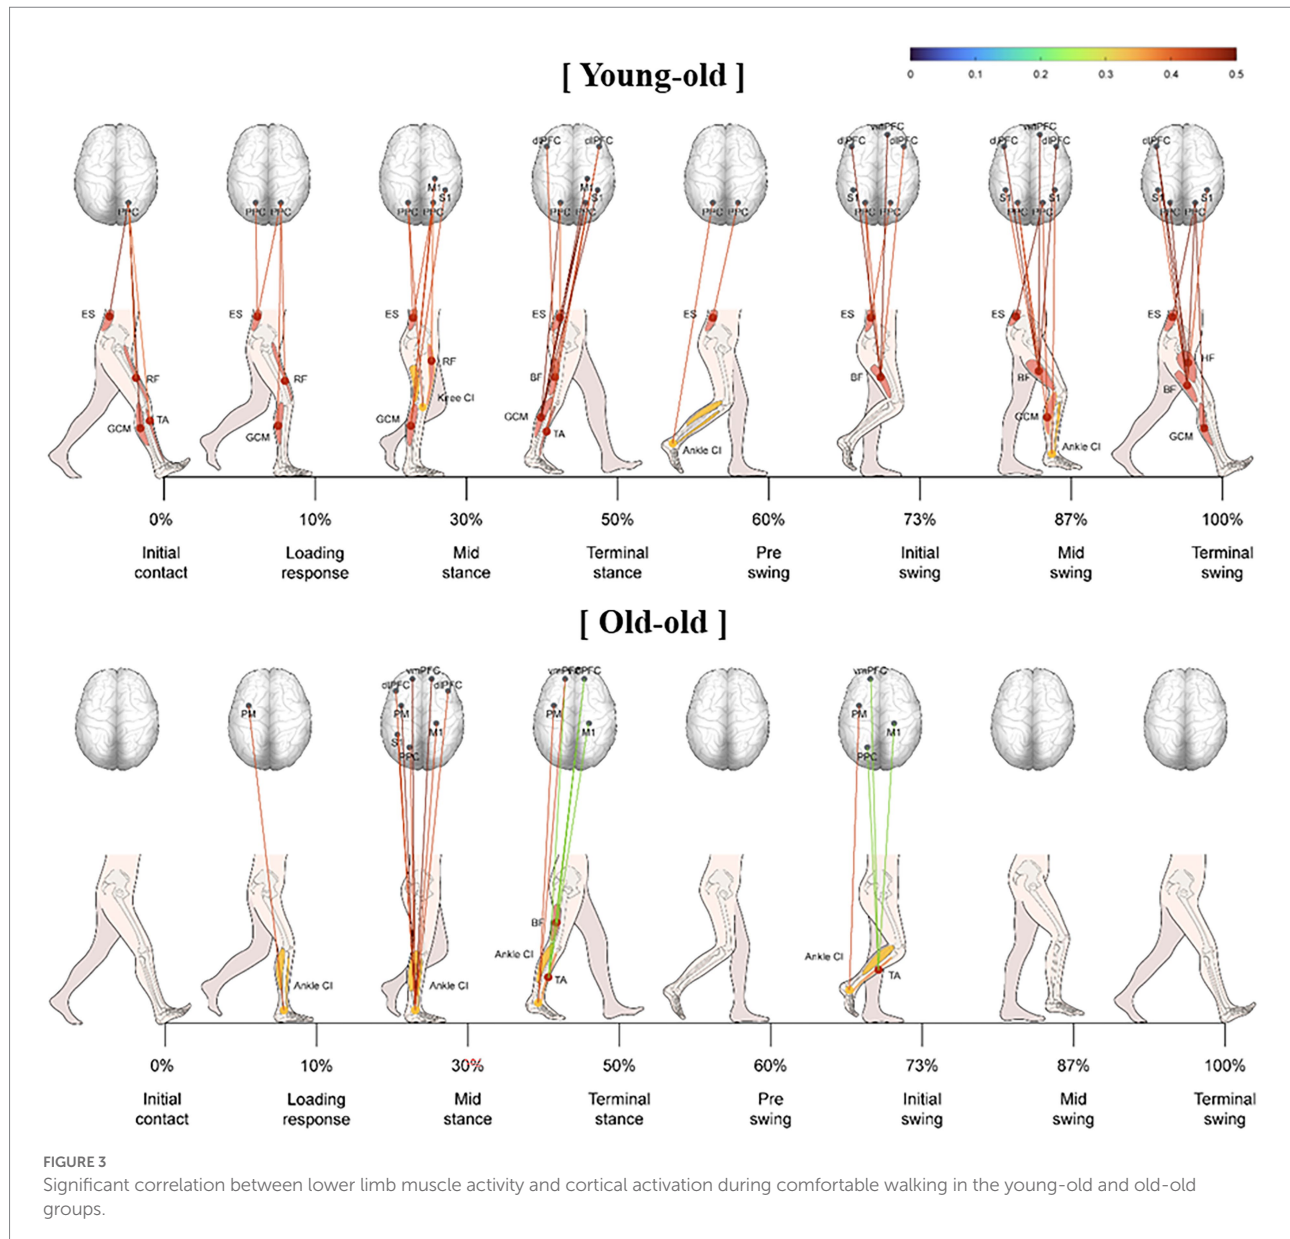 [ Young-old ]
0 0.1 0.2 0.3 0.4 0.5
PPC
PPC PPC
M1
S1
PPC PPC
dlPFC dlPFC
M1
S1
PPC PPC
PPC PPC
vmPFC
dlPFC dlPFC
S1
PPC PPC
vmPFC
dlPFC dlPFC
S1 S1
PPC PPC
dlPFC
S1 S1
PPC PPC
ES
RF
TA
GCM
ES
RF
GCM
ES
RF
Knee CI
GCM
ES
BF
GCM
TA
ES
Ankle CI
ES
BF
ES
BF
GCM
Ankle CI
ES
HF
BF
GCM
0% 10% 30% 50% 60% 73% 87% 100%
Initial Loading Mid Terminal Pre Initial Mid Terminal
contact response stance stance swing swing swing swing
[ Old-old ]
PM
vmPFC
dlPFC dlPFC
PM
M1
S1
PPC
PM
M1
vmPFC
PM
M1
PPC
Ankle CI
Ankle CI
BF
Ankle CI
TA
Ankle CI
TA
0% 10% 30% 50% 60% 73% 87% 100%
Initial Loading Mid Terminal Pre Initial Mid Terminal
contact response stance stance swing swing swing swing
FIGURE 3
Significant correlation between lower limb muscle activity and cortical activation during comfortable walking in the young-old and old-old
groups.